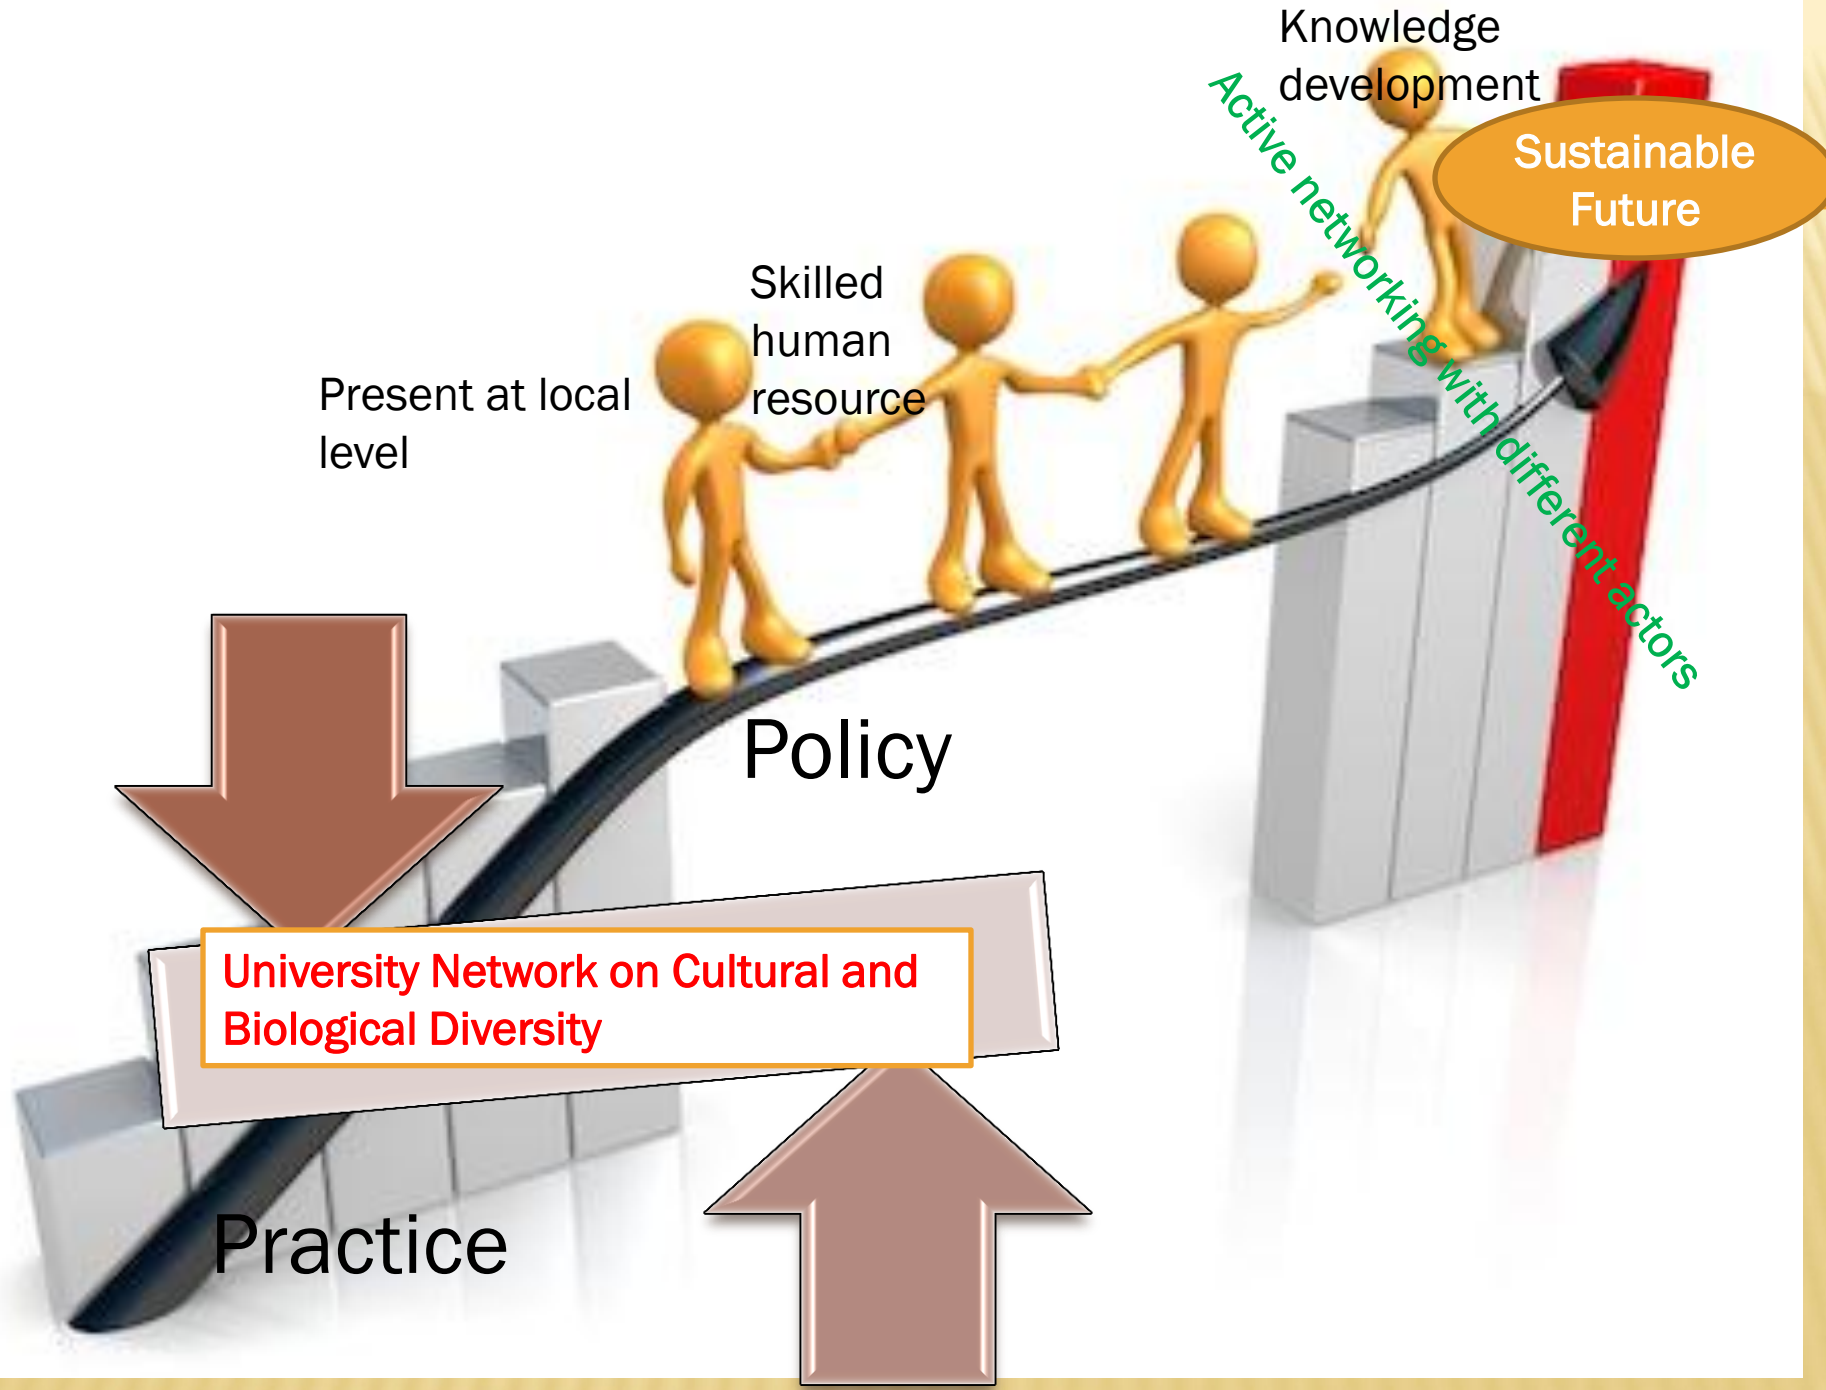 Knowledge
development
Sustainable
Future
Active networking with different actors
Skilled
human
resource
Present at local
level
Policy
University Network on Cultural and
Biological Diversity
Practice